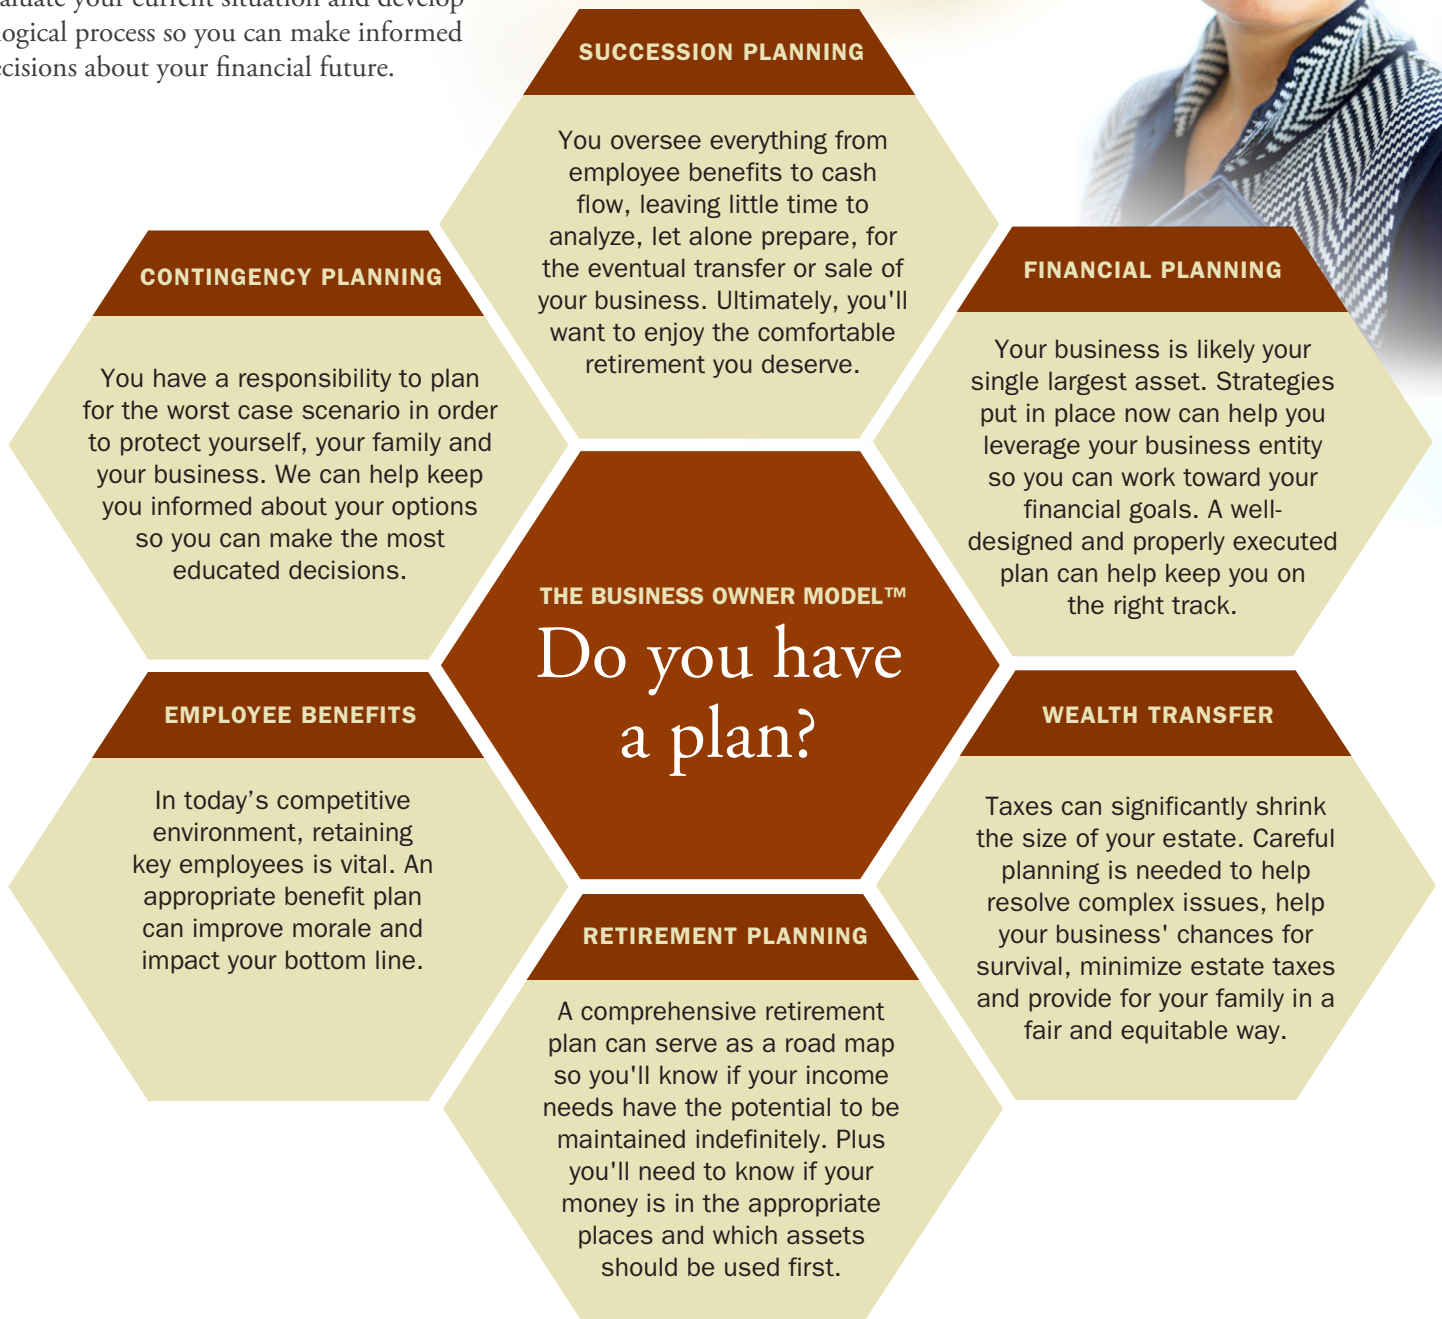 and develop
logical process so you can make informed
about your financial future.
SUCCESSION PLANNING
You oversee everything from
employee benefits to cash
flow, leaving little time to
analyze, let alone prepare, for
the eventual transfer or sale of
your business. Ultimately, you'll
want to enjoy the comfortable
retirement you deserve.
CONTINGENCY PLANNING
You have a responsibility to plan
for the worst case scenario in order
to protect yourself, your family and
your business. We can help keep
you informed about your options
so you can make the most
educated decisions.
FINANCIAL PLANNING
Your business is likely your
single largest asset. Strategies
put in place now can help you
leverage your business entity
so you can work toward your
financial goals. A well-
designed and properly executed
plan can help keep you on
the right track.
THE BUSINESS OWNER MODEL™
Do you have
a plan?
EMPLOYEE BENEFITS
In today’s competitive
environment, retaining
key employees is vital. An
appropriate benefit plan
can improve morale and
impact your bottom line.
WEALTH TRANSFER
Taxes can significantly shrink
the size of your estate. Careful
planning is needed to help
resolve complex issues, help
your business' chances for
survival, minimize estate taxes
and provide for your family in a
fair and equitable way.
RETIREMENT PLANNING
A comprehensive retirement
plan can serve as a road map
so you'll know if your income
needs have the potential to be
maintained indefinitely. Plus
you'll need to know if your
money is in the appropriate
places and which assets
should be used first.